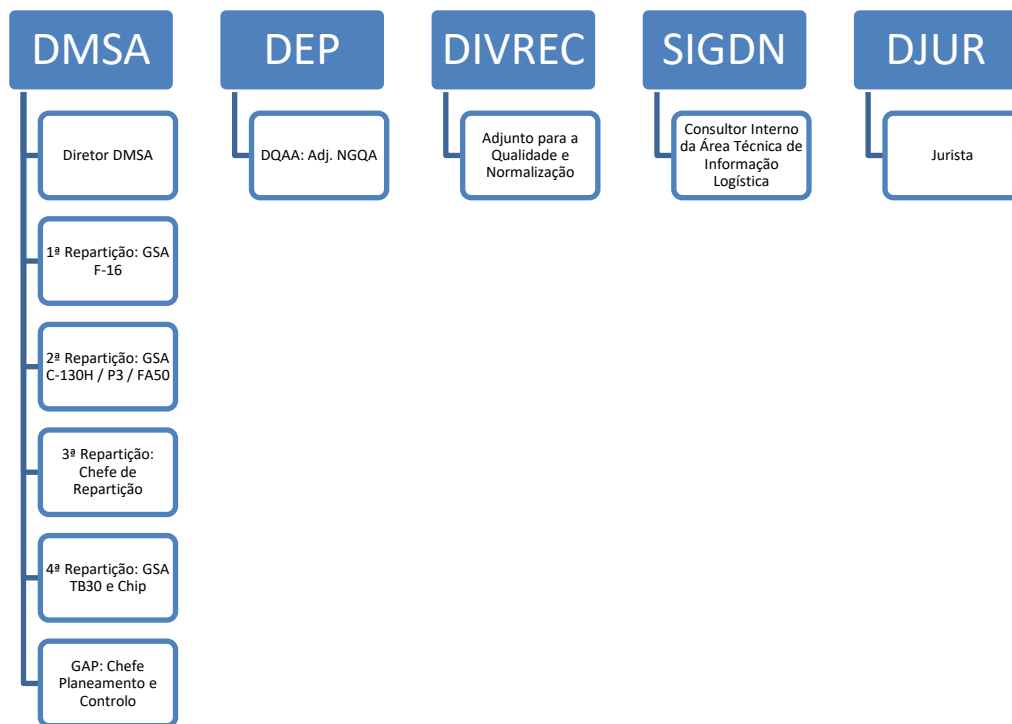 DMSA
Diretor DMSA
1ª Repartição: GSA
F-16
2ª Repartição: GSA
C-130H / P3 / FA50
3ª Repartição:
Chefe de
Repartição
4ª Repartição: GSA
TB30 e Chip
GAP: Chefe
Planeamento e
Controlo
DEP
DQAA: Adj. NGQA
DIVREC
Adjunto para a
Qualidade e
Normalização
SIGDN
Consultor Interno
da Área Técnica de
Informação
Logística
DJUR
Jurista